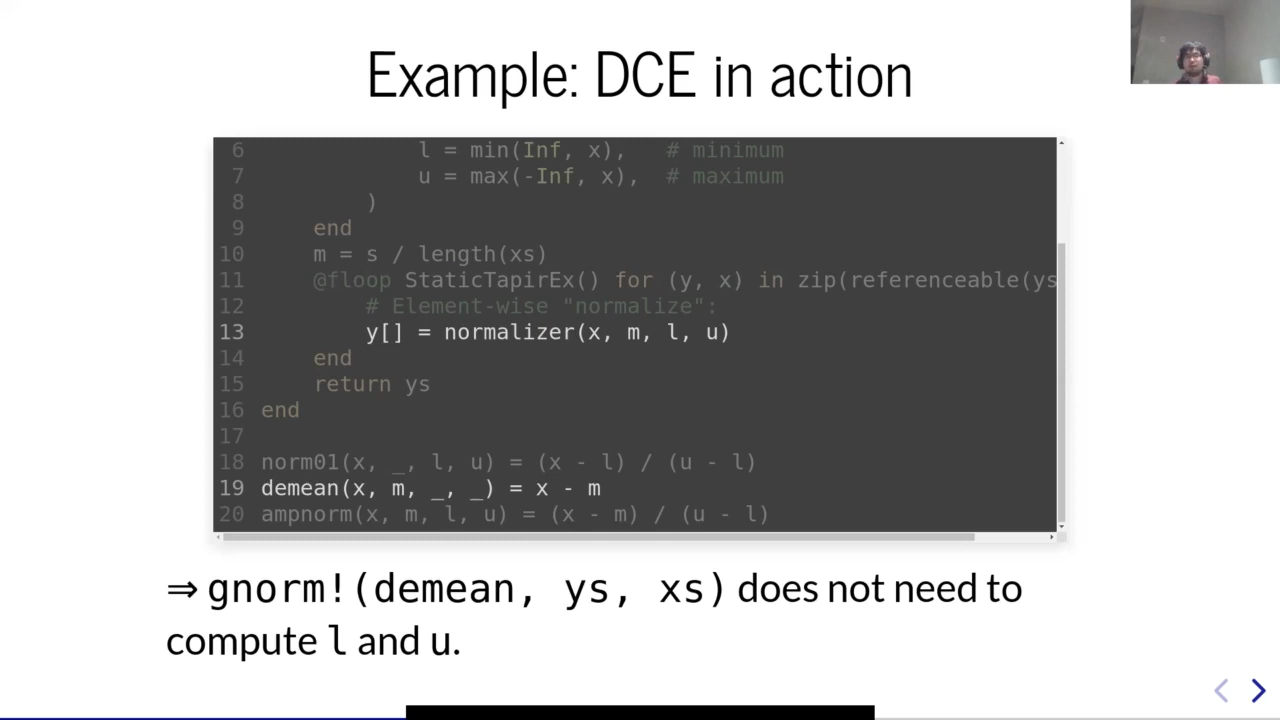 Example: DCE in action
6 l = min(Inf, x), # minimum
7 u = max(-Inf, x), # maximum
8 )
9 end
10 m = s / length(xs)
11 @floop StaticTapirEx() for (y, x) in zip(referenceable(ys
12 # Element-wise "normalize":
13 y[] = normalizer(x, m, l, u)
14 end
15 return ys
16 end
17
18 norm01(x, _, l, u) = (x - l) / (u - l)
19 demean(x, m, _, _) = x - m
20 ampnorm(x, m, l, u) = (x - m) / (u - l)
⇒ gnorm!(demean, ys, xs) does not need to
compute l and u.